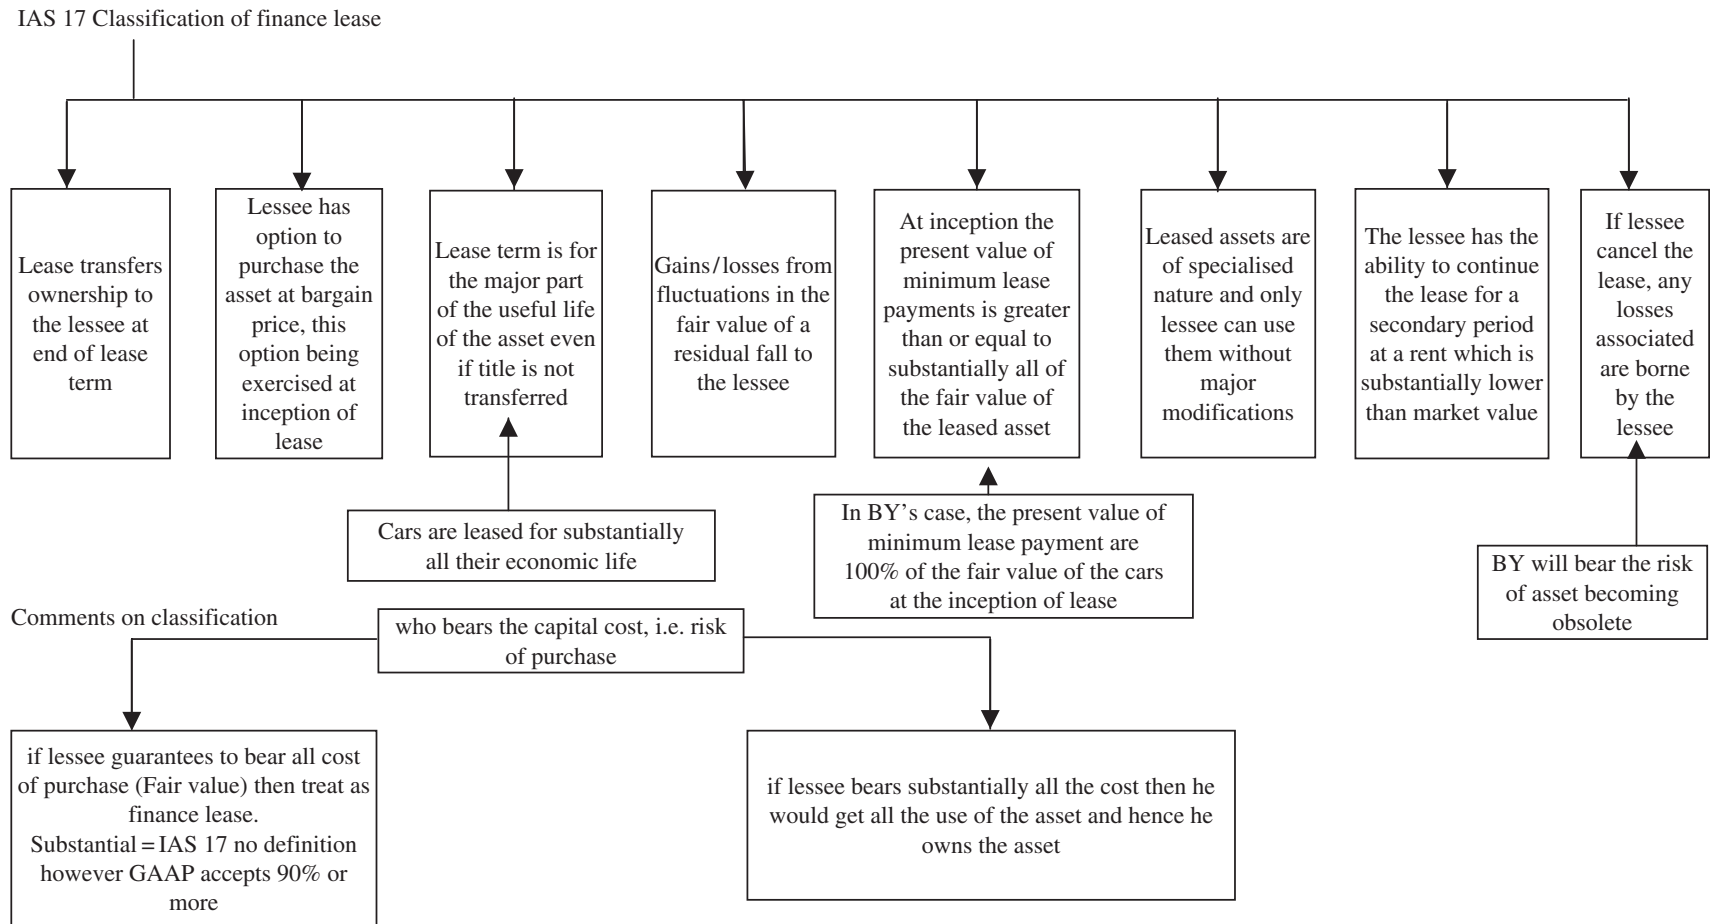 IAS 17 Classification of finance lease
Lease transfers
ownership to
the lessee at
end of lease
term
Lessee has
option to
purchase the
asset at bargain
price, this
option being
exercised at
inception of
lease
Lease term is for
the major part
of the useful life
of the asset even
if title is not
transferred
Gains/losses from
fluctuations in the
fair value of a
residual fall to
the lessee
At inception the
present value of
minimum lease
payments is greater
than or equal to
substantially all of
the fair value of
the leased asset
Leased assets are
of specialised
nature and only
lessee can use
them without
major
modifications
The lessee has the
ability to continue
the lease for a
secondary period
at a rent which is
substantially lower
than market value
If lessee
cancel the
lease, any
losses
associated
are borne
by the
lessee
Cars are leased for substantially
all their economic life
In BY’s case, the present value of
minimum lease payment are
100% of the fair value of the cars
at the inception of lease
BY will bear the risk
of asset becoming
obsolete
Comments on classification
who bears the capital cost, i.e. risk
of purchase
if lessee guarantees to bear all cost
of purchase (Fair value) then treat as
finance lease.
Substantial = IAS 17 no definition
however GAAP accepts 90% or
more
if lessee bears substantially all the cost then he
would get all the use of the asset and hence he
owns the asset